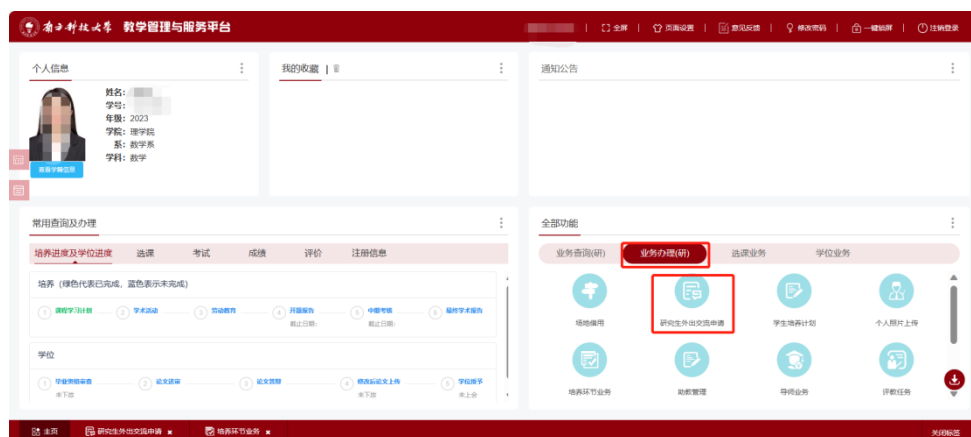 南方科技大学 教学管理与服务平台 | 全屏 | 页面设置 | 意见反馈 | 修改密码 | 一键锁屏 | 注销登录
个人信息
姓名:
学号:
年级: 2023
学院: 理学院
系: 数学系
学科: 数学
查看学籍信息
我的收藏 |
通知公告
常用查询及办理
培养进度及学位进度 选课 考试 成绩 评价 注册信息
培养（绿色代表已完成，蓝色表示未完成）
1 课程学习计划 2 学术活动 3 劳动教育 4 开题报告 5 中期考核 6 最终学术报告
截止日期: 截止日期:
学位
1 毕业资格审查 2 论文送审 3 论文答辩 4 修改后论文上传 5 学位授予
未下放 未下放 未上会
全部功能
业务查询(研) 业务办理(研) 选课业务 学位业务
场地借用 研究生外出交流申请 学生培养计划 个人照片上传
培养环节业务 助教管理 导师业务 评教任务
主页 研究生外出交流申请 × 培养环节业务 × 关闭标签